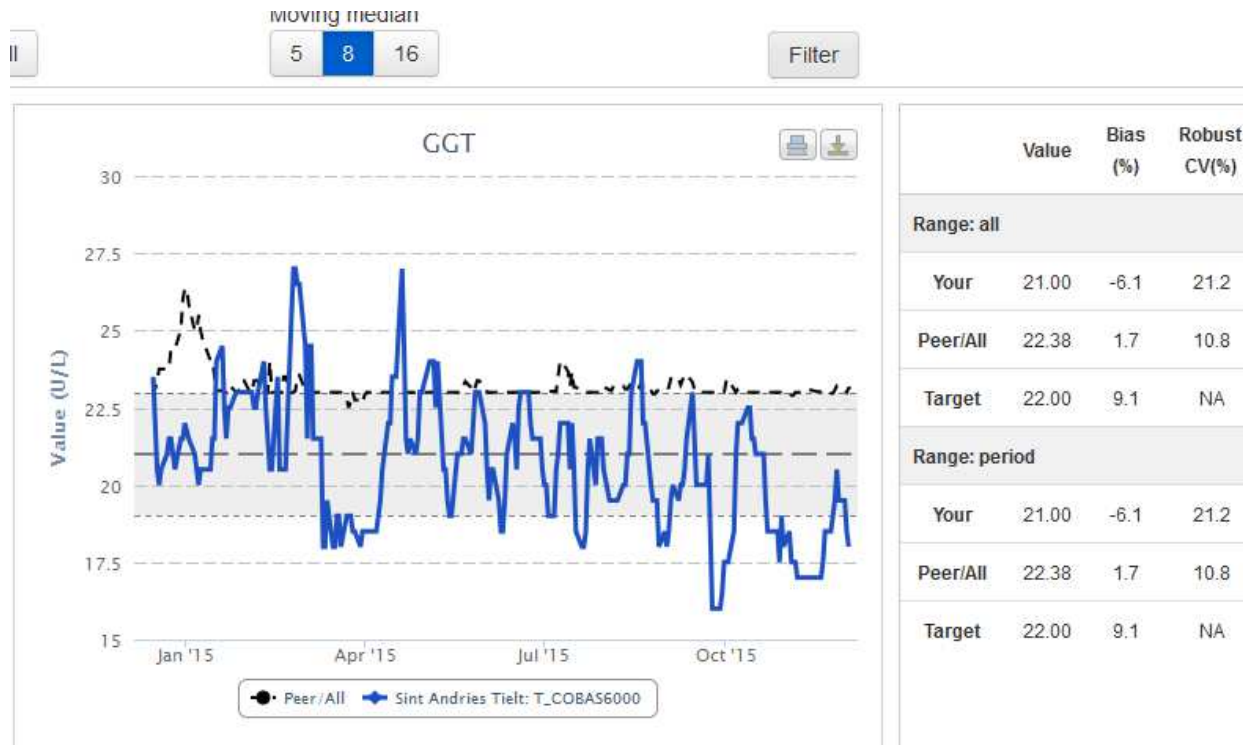 Moving median
ll
5 8 16
Filter
GGT
30
27.5
25
22.5
20
17.5
15
Value (U/L)
Jan '15 Apr '15 Jul '15 Oct '15
Peer/All Sint Andries Tielt: T_COBAS6000
Value Bias (%) Robust CV(%)
Range: all
Your 21.00 -6.1 21.2
Peer/All 22.38 1.7 10.8
Target 22.00 9.1 NA
Range: period
Your 21.00 -6.1 21.2
Peer/All 22.38 1.7 10.8
Target 22.00 9.1 NA